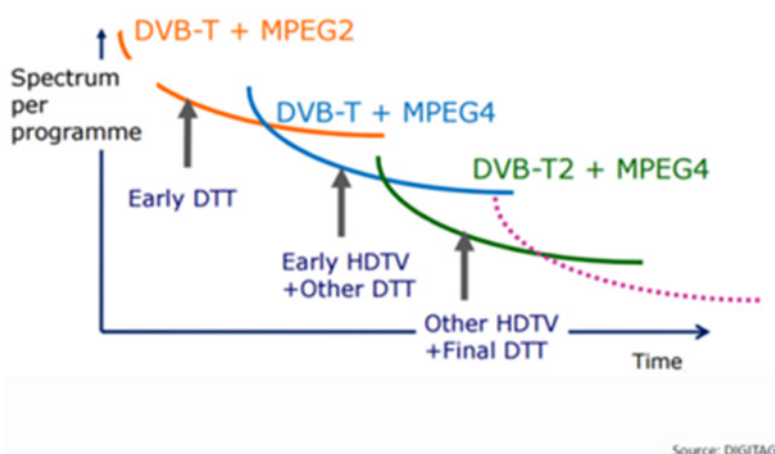 DVB-T + MPEG2
Spectrum
per
programme
DVB-T + MPEG4
DVB-T2 + MPEG4
Early DTT
Early HDTV
+Other DTT
Other HDTV
+Final DTT
Time
Source: DIGITAG